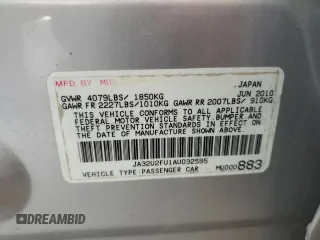 MFD. BY
JAPAN
GVWR 4079LBS/ 1850KG JUN 2010
GAWR FR 2227LBS/1010KG GAWR RR 2007LBS/ 910KG
THIS VEHICLE CONFORMS TO ALL APPLICABLE
FEDERAL MOTOR VEHICLE SAFETY, BUMPER, AND
THEFT PREVENTION STANDARDS IN EFFECT ON
THE DATE OF MANUFACTURE SHOWN ABOVE.
JA32U2FU1AU032595
VEHICLE TYPE PASSENGER CAR MU000883
DREAMBID
dreambid.com